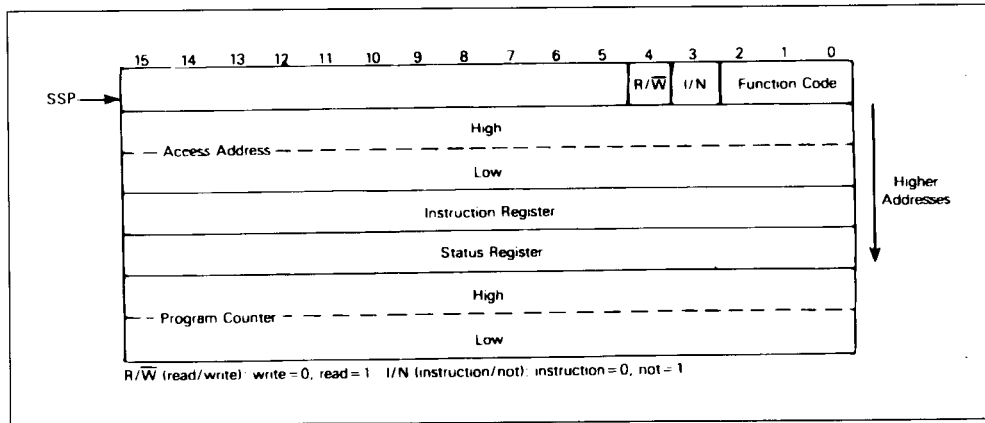 15 14 13 12 11 10 9 8 7 6 5 4 3 2 1 0
SSP R/W̅ I/N Function Code
High
Access Address
Low
Instruction Register
Status Register
High
Program Counter
Low
Higher
Addresses
R/W̅ (read/write): write = 0, read = 1 I/N (instruction/not): instruction = 0, not = 1